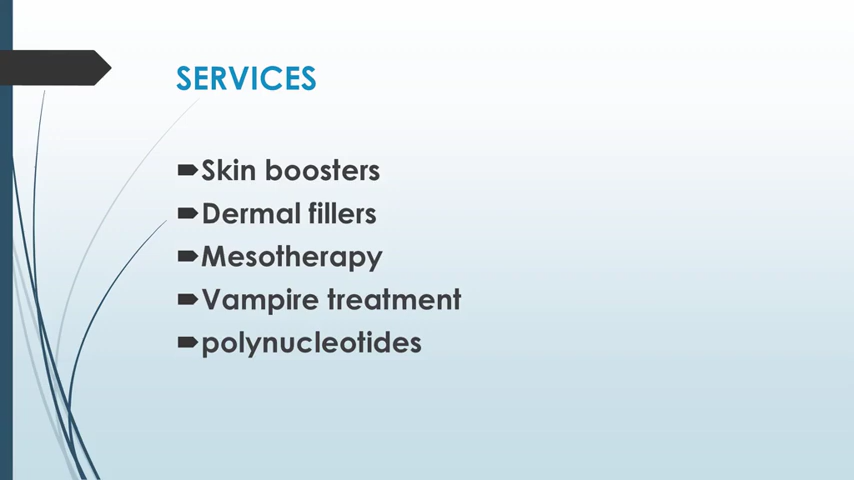 SERVICES
Skin boosters
Dermal fillers
Mesotherapy
Vampire treatment
polynucleotides